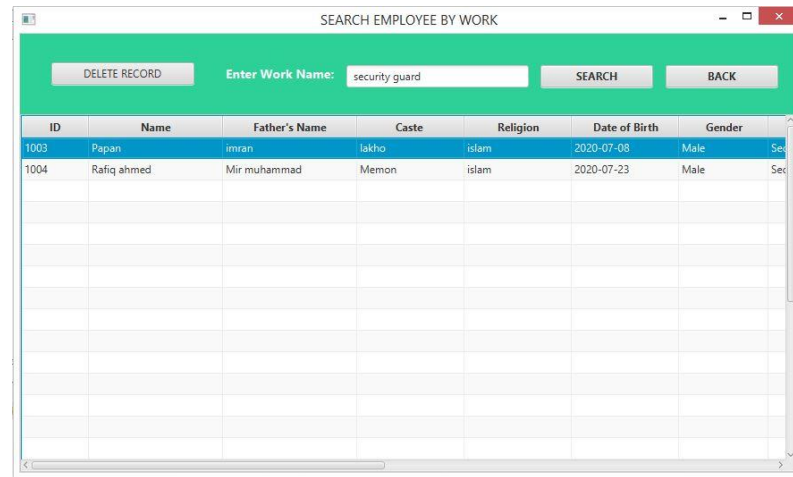 SEARCH EMPLOYEE BY WORK
DELETE RECORD Enter Work Name: security guard SEARCH BACK
ID Name Father's Name Caste Religion Date of Birth Gender
1003 Papan imran lakho islam 2020-07-08 Male Sec
1004 Rafiq ahmed Mir muhammad Memon islam 2020-07-23 Male Sec